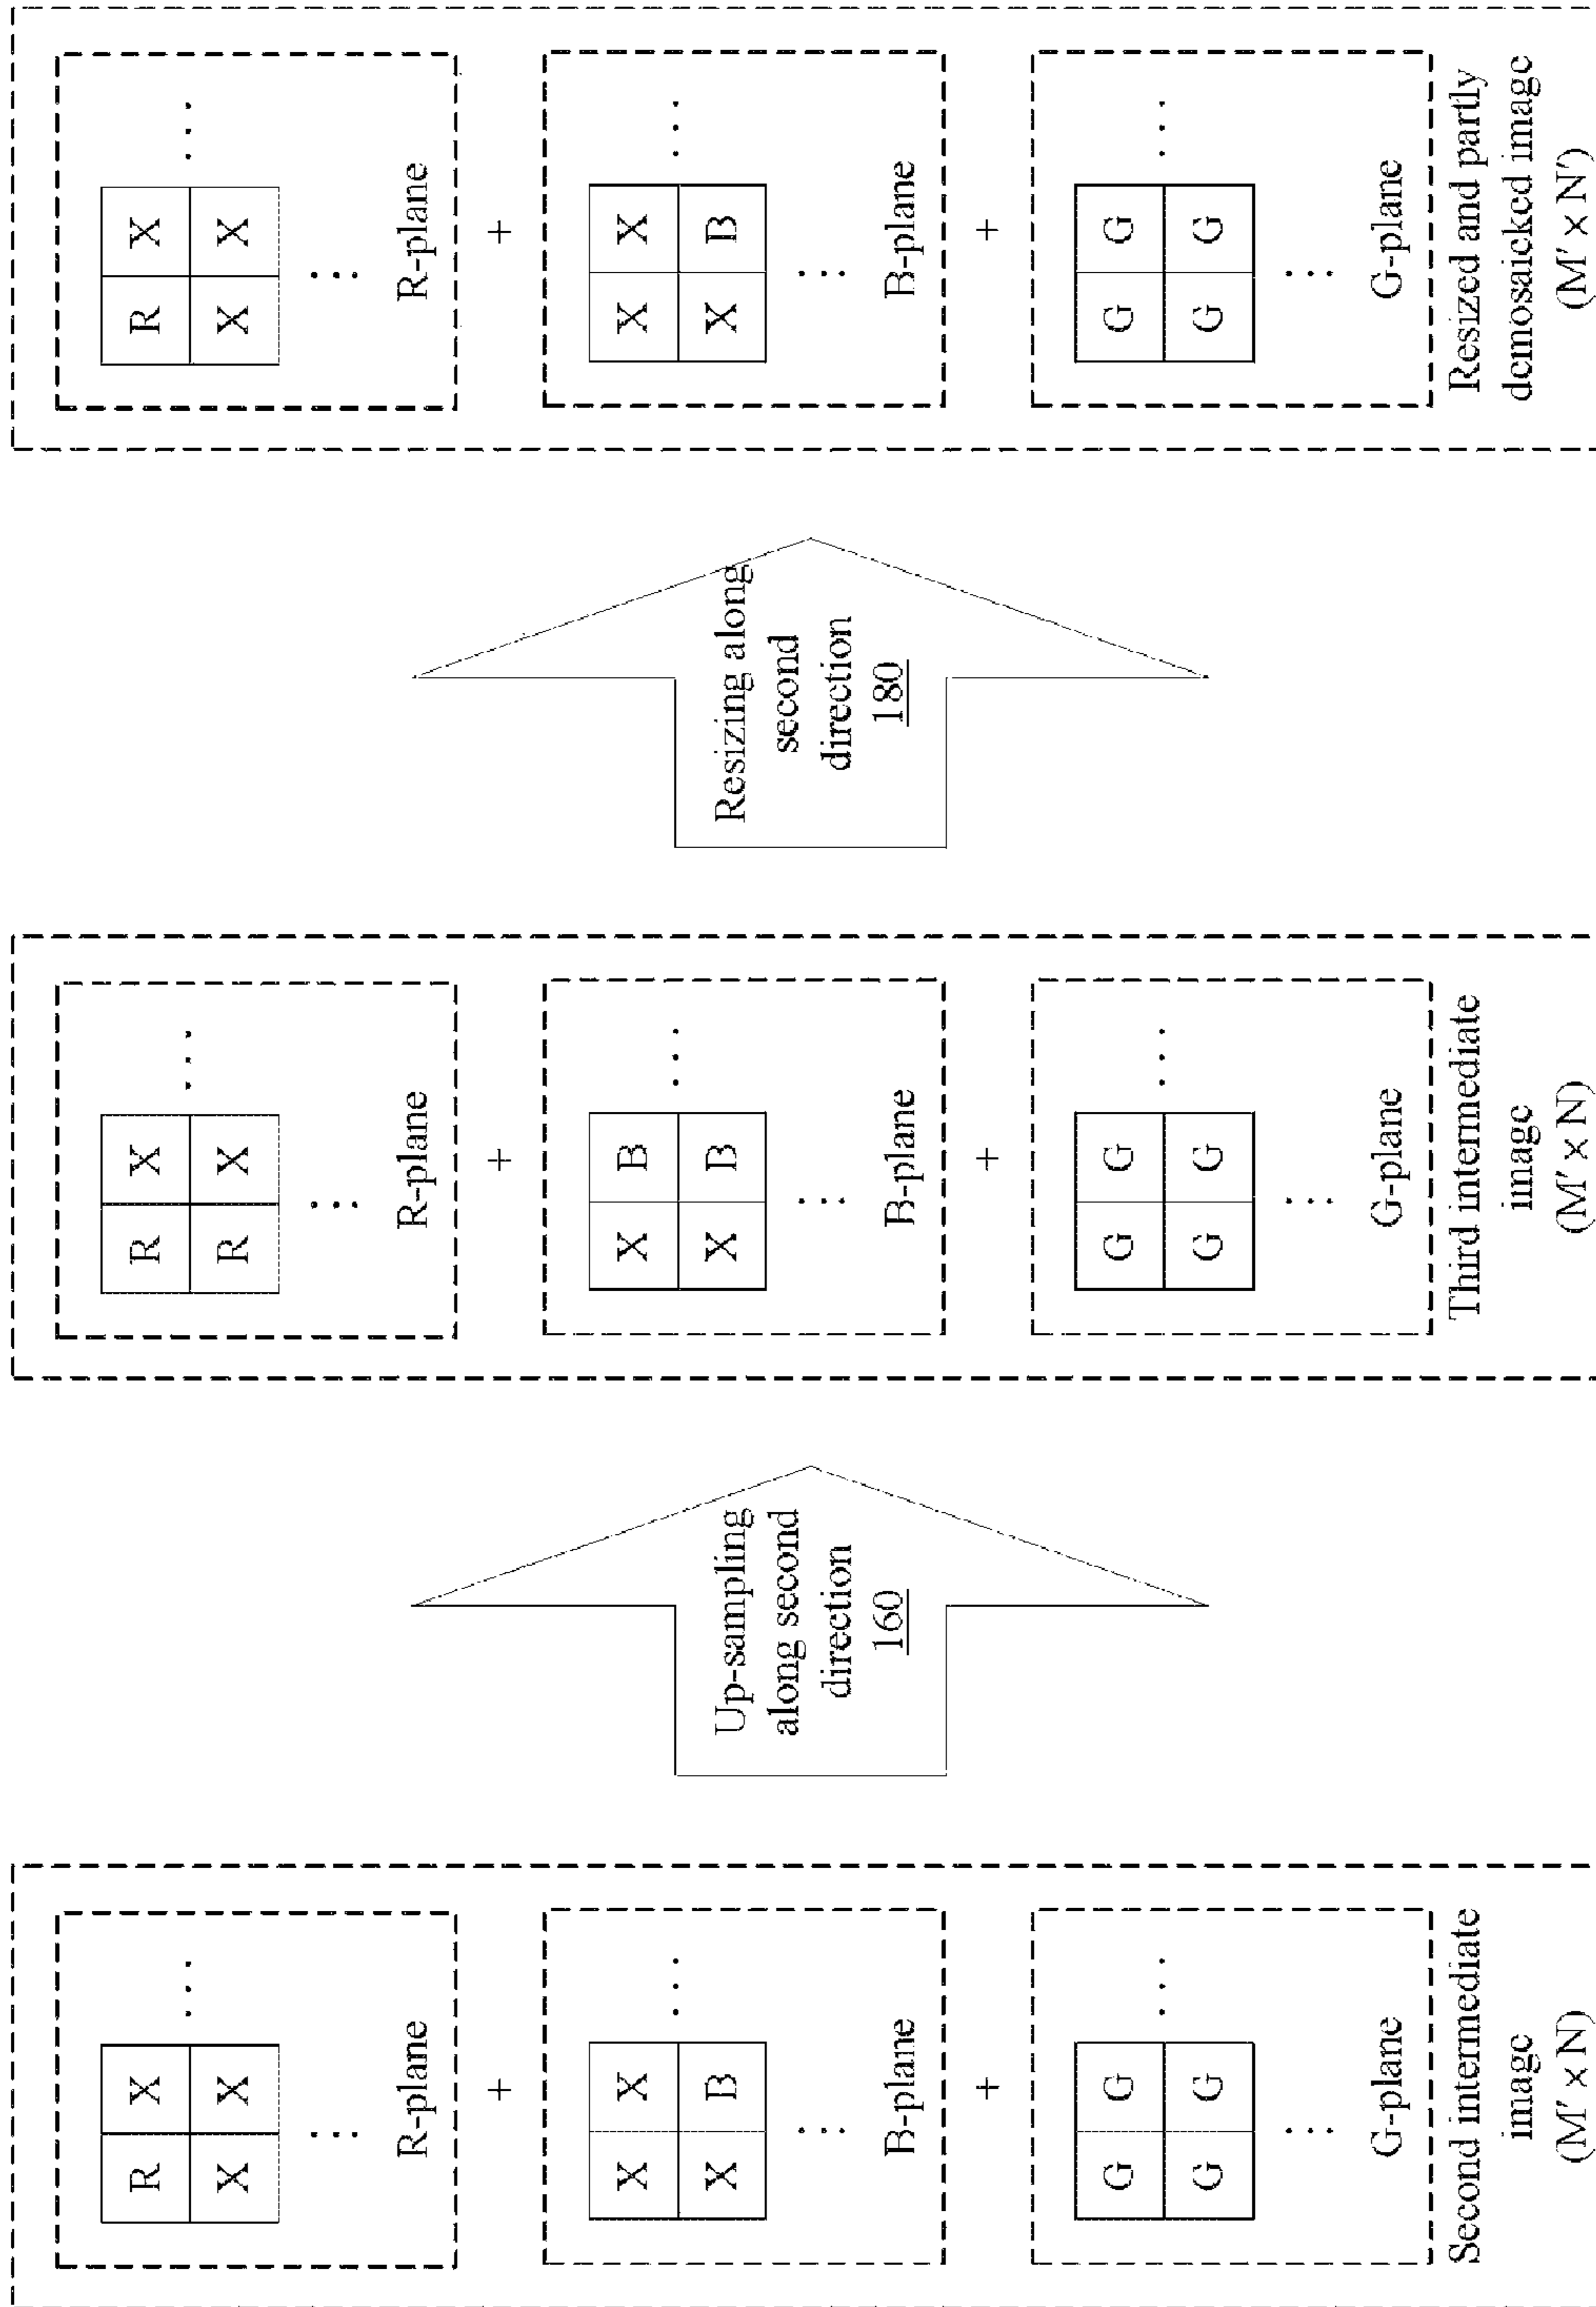 R X
…
X X
⋮
R-plane
+
X X
…
X B
⋮
B-plane
+
G G
…
G G
⋮
G-plane
Second intermediate
image
(M′ × N)
Up-sampling
along second
direction
160
R X
…
R X
⋮
R-plane
+
X B
…
X B
⋮
B-plane
+
G G
…
G G
⋮
G-plane
Third intermediate
image
(M′ × N)
Resizing along
second
direction
180
R X
…
X X
⋮
R-plane
+
X X
…
X B
⋮
B-plane
+
G G
…
G G
⋮
G-plane
Resized and partly
demosaicked image
(M′ × N′)